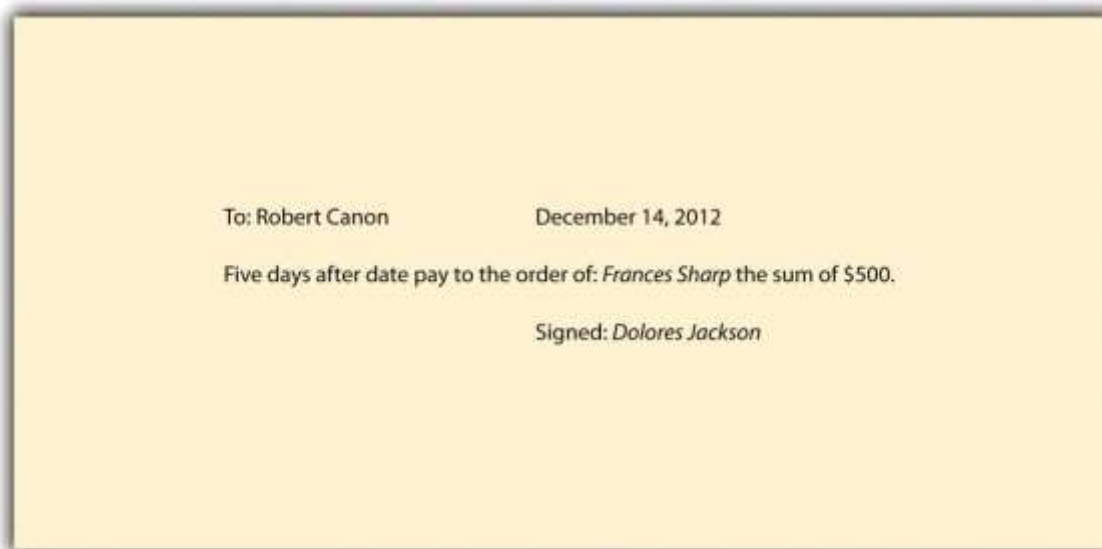 To: Robert Canon December 14, 2012
Five days after date pay to the order of: Frances Sharp the sum of $500.
Signed: Dolores Jackson